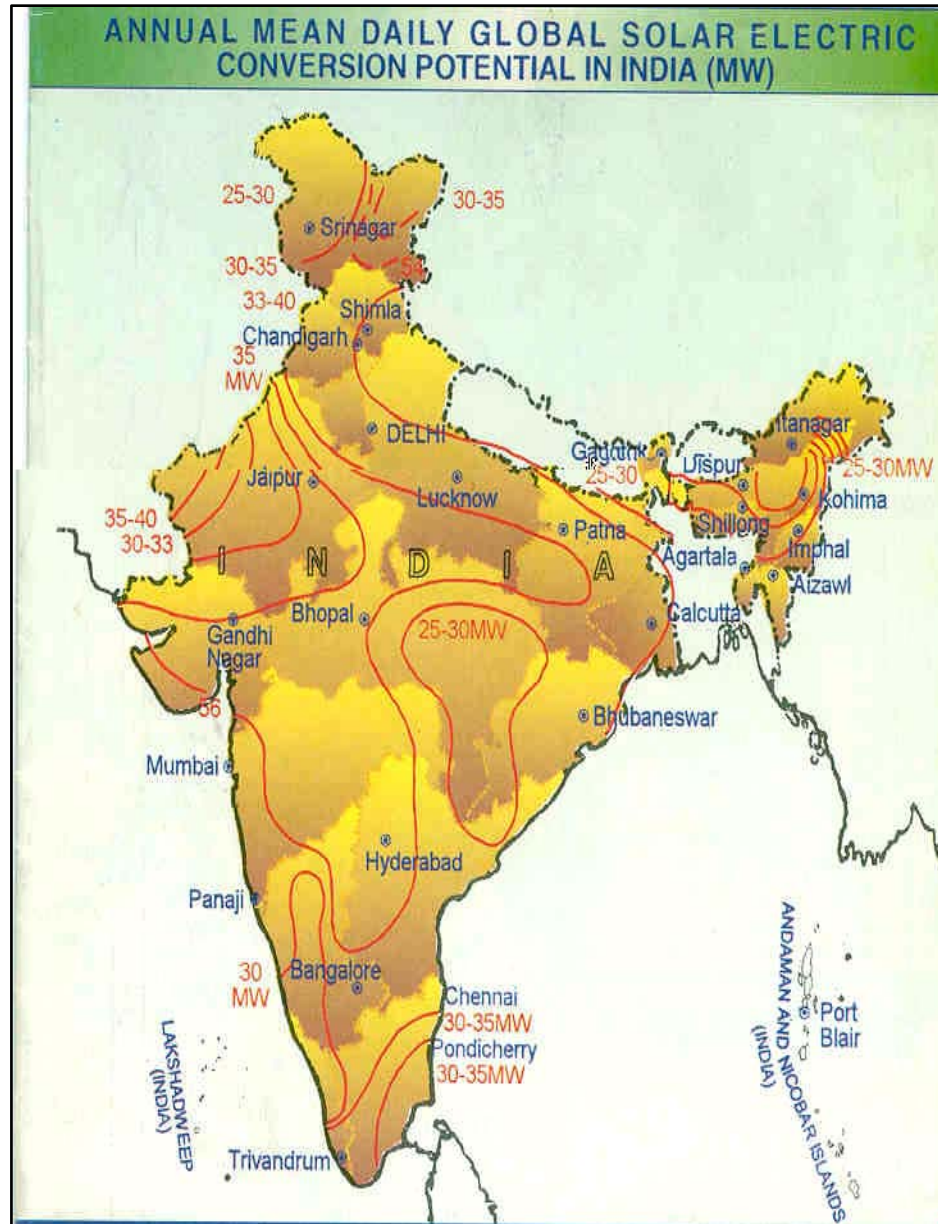 ANNUAL MEAN DAILY GLOBAL SOLAR ELECTRIC
CONVERSION POTENTIAL IN INDIA (MW)
25-30
30-35
Srinagar
30-35
54
33-40
Shimla
Chandigarh
35
MW
DELHI
Itanagar
Gagtonk
Dispur
25-30
25-30MW
Jaipur
Lucknow
Kohima
35-40
Patna
Shillong
30-33
Imphal
Agartala
I N D I A
Aizawl
Bhopal
25-30MW
Calcutta
Gandhi
Nagar
56
Bhubaneswar
Mumbai
Hyderabad
Panaji
30
MW
Bangalore
Chennai
30-35MW
Pondicherry
30-35MW
Port
Blair
ANDAMAN AND NICOBAR ISLANDS
(INDIA)
LAKSHADWEEP
(INDIA)
Trivandrum